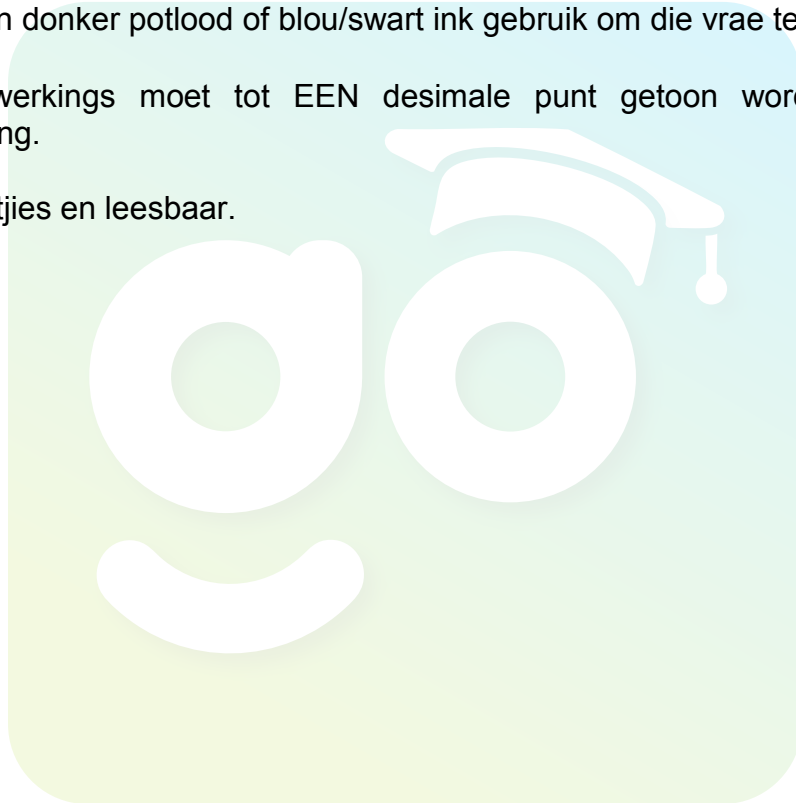 n donker potlood of blou/swart ink gebruik om die vrae te
werkings moet tot EEN desimale punt getoon word
ng.
tjies en leesbaar.
go